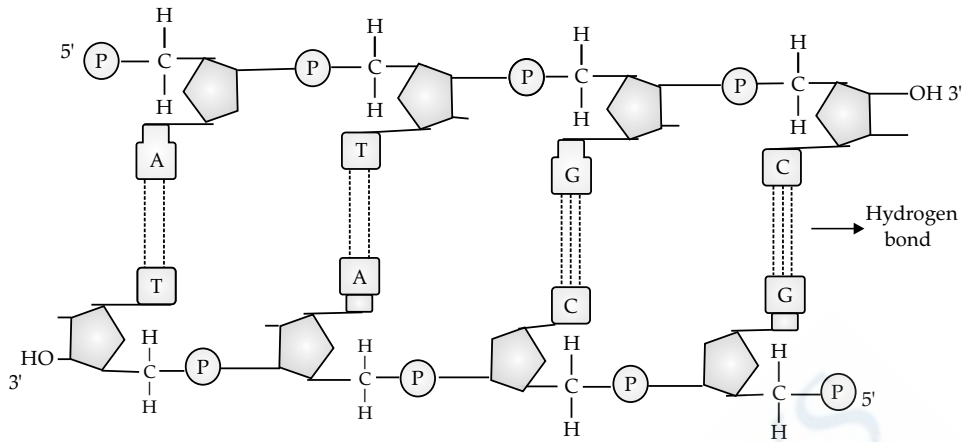 H H H H
5' P C P C P C P C OH 3'
H H H H
A T G C
Hydrogen
bond
T A C G
HO C P C P C P C P 5'
3'
H H H H
H H H H